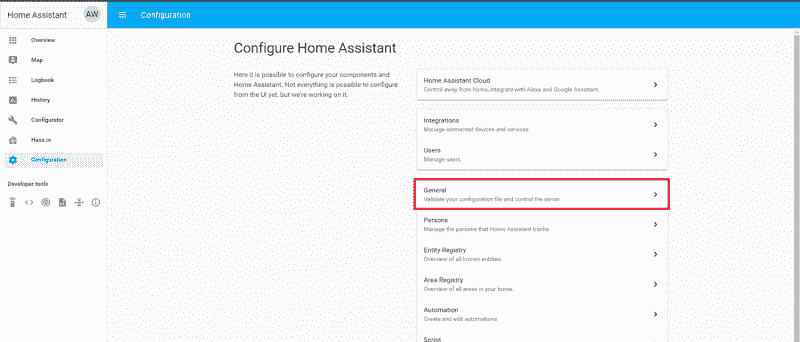 Home Assistant
AW
Configuration
Overview
Map
Logbook
History
Configurator
Hass.io
Configuration
Developer tools
Configure Home Assistant
Here it is possible to configure your components and
Home Assistant. Not everything is possible to configure
from the UI yet, but we're working on it.
Home Assistant Cloud
Control away from home, integrate with Alexa and Google Assistant.
Integrations
Manage connected devices and services
Users
Manage users
General
Validate your configuration file and control the server
Persons
Manage the persons that Home Assistant tracks.
Entity Registry
Overview of all known entities.
Area Registry
Overview of all areas in your home.
Automation
Create and edit automations
Script